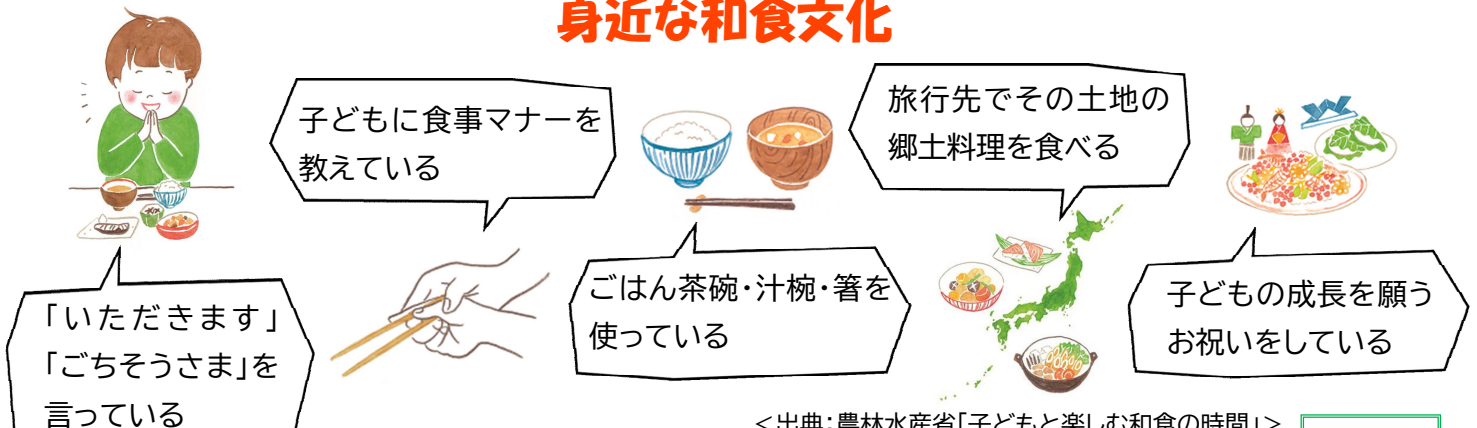 身近な和食文化
子どもに食事マナーを
教えている
旅行先でその土地の
郷土料理を食べる
「いただきます」
「ごちそうさま」を
言っている
ごはん茶碗・汁椀・箸を
使っている
子どもの成長を願う
お祝いをしている
<出典:農林水産省「子どもと楽しむ和食の時間」>